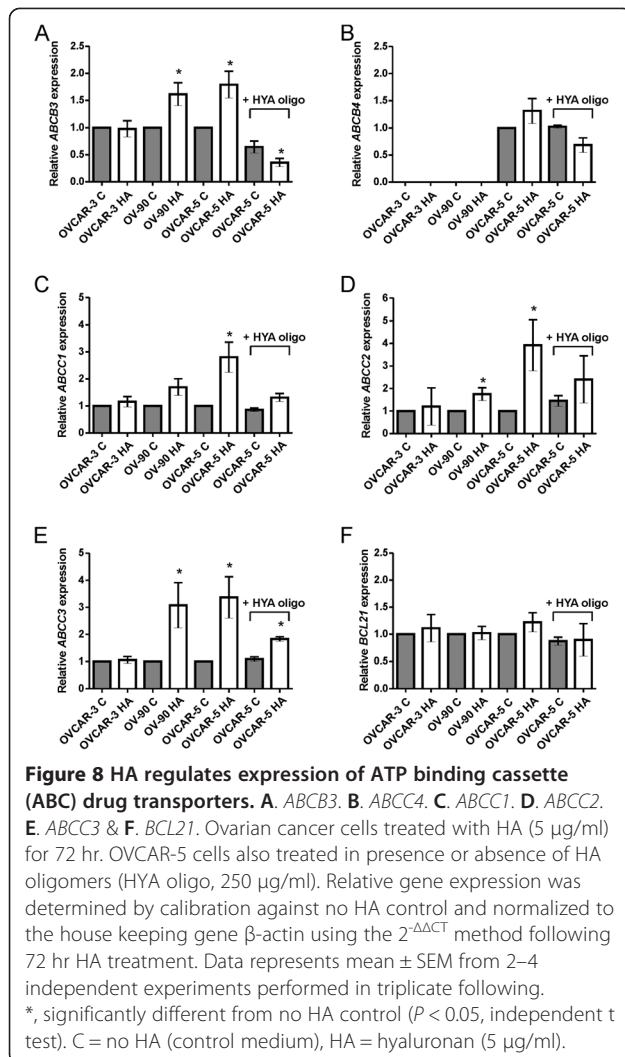 A
B
Relative ABCB3 expression
2.5
2.0
1.5
1.0
0.5
0.0
*
*
+ HYA oligo
*
OVCAR-3 C
OVCAR-3 HA
OV-90 C
OV-90 HA
OVCAR-5 C
OVCAR-5 HA
OVCAR-5 C
OVCAR-5 HA
Relative ABCB4 expression
2.5
2.0
1.5
1.0
0.5
0.0
+ HYA oligo
OVCAR-3 C
OVCAR-3 HA
OV-90 C
OV-90 HA
OVCAR-5 C
OVCAR-5 HA
OVCAR-5 C
OVCAR-5 HA
C
D
Relative ABCC1 expression
5
4
3
2
1
0
*
+ HYA oligo
OVCAR-3 C
OVCAR-3 HA
OV-90 C
OV-90 HA
OVCAR-5 C
OVCAR-5 HA
OVCAR-5 C
OVCAR-5 HA
Relative ABCC2 expression
6
5
4
3
2
1
0
*
*
+ HYA oligo
OVCAR-3 C
OVCAR-3 HA
OV-90 C
OV-90 HA
OVCAR-5 C
OVCAR-5 HA
OVCAR-5 C
OVCAR-5 HA
E
F
Relative ABCC3 expression
5
4
3
2
1
0
*
*
+ HYA oligo
*
OVCAR-3 C
OVCAR-3 HA
OV-90 C
OV-90 HA
OVCAR-5 C
OVCAR-5 HA
OVCAR-5 C
OVCAR-5 HA
Relative BCL21 expression
2.5
2.0
1.5
1.0
0.5
0.0
+ HYA oligo
OVCAR-3 C
OVCAR-3 HA
OV-90 C
OV-90 HA
OVCAR-5 C
OVCAR-5 HA
OVCAR-5 C
OVCAR-5 HA
Figure 8 HA regulates expression of ATP binding cassette
(ABC) drug transporters. A. ABCB3. B. ABCC4. C. ABCC1. D. ABCC2.
E. ABCC3 & F. BCL21. Ovarian cancer cells treated with HA (5 μg/ml)
for 72 hr. OVCAR-5 cells also treated in presence or absence of HA
oligomers (HYA oligo, 250 μg/ml). Relative gene expression was
determined by calibration against no HA control and normalized to
the house keeping gene β-actin using the 2-ΔΔCT method following
72 hr HA treatment. Data represents mean ± SEM from 2–4
independent experiments performed in triplicate following.
*, significantly different from no HA control (P < 0.05, independent t
test). C = no HA (control medium), HA = hyaluronan (5 μg/ml).